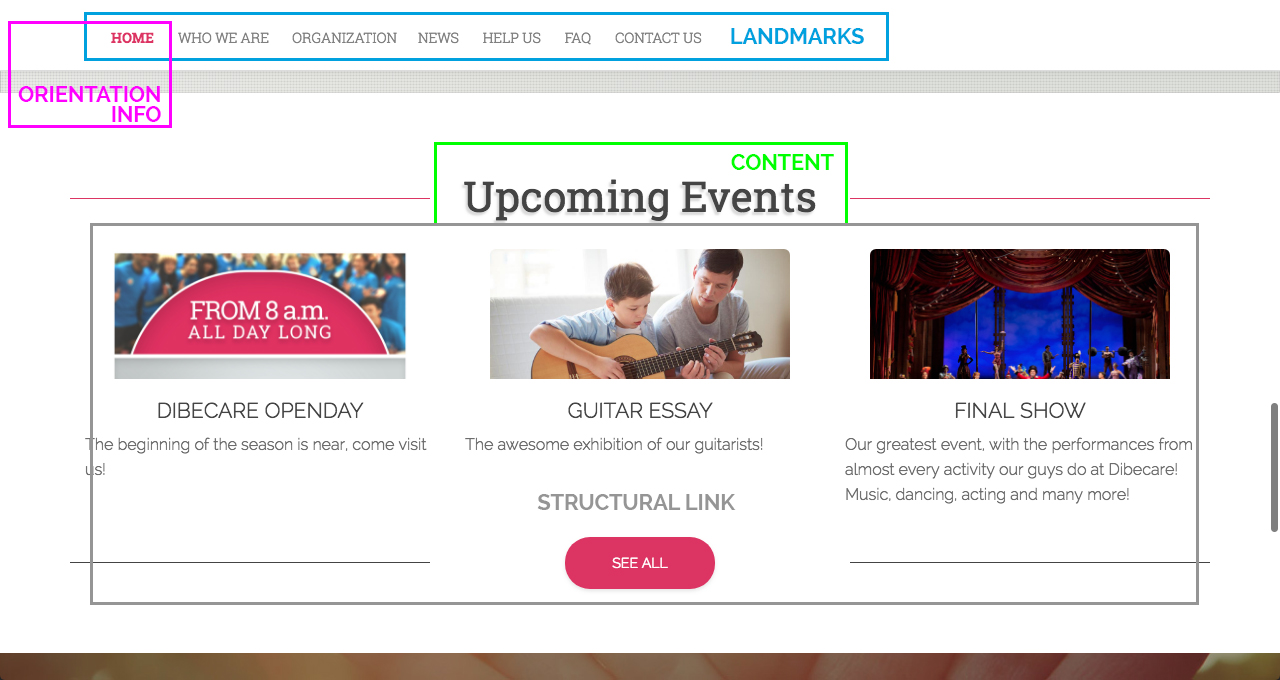 HOME WHO WE ARE ORGANIZATION NEWS HELP US FAQ CONTACT US LANDMARKS
ORIENTATION
INFO
CONTENT
Upcoming Events
FROM 8 a.m.
ALL DAY LONG
DIBECARE OPENDAY
The beginning of the season is near, come visit
us!
GUITAR ESSAY
The awesome exhibition of our guitarists!
FINAL SHOW
Our greatest event, with the performances from
almost every activity our guys do at Dibecare!
Music, dancing, acting and many more!
STRUCTURAL LINK
SEE ALL